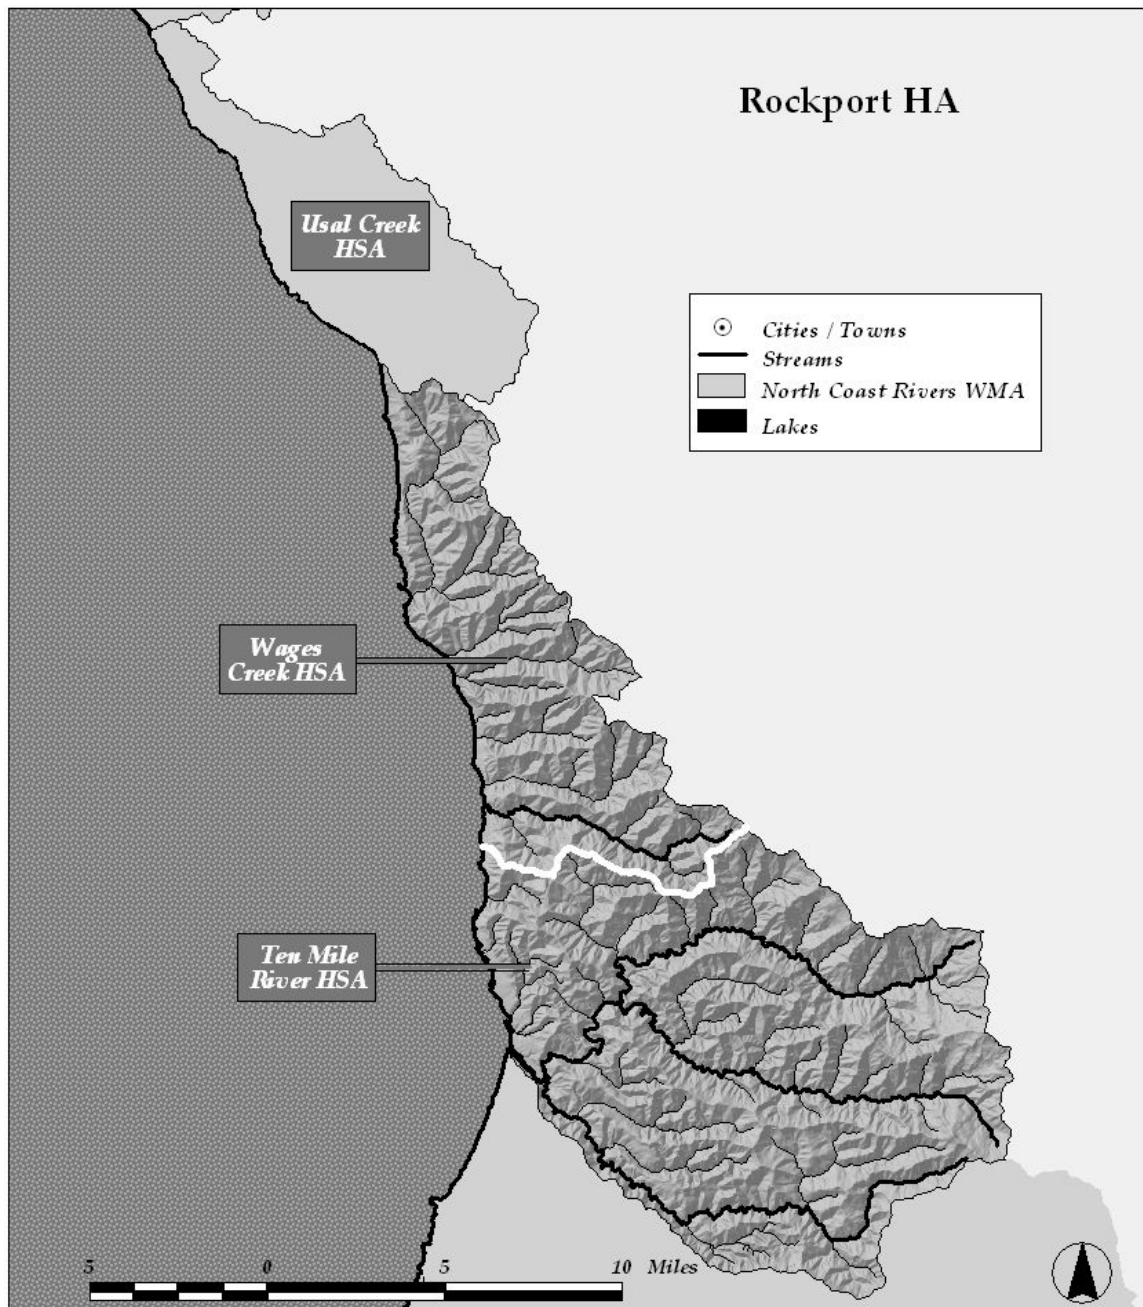 Rockport HA
Usal Creek
HSA
Cities / Towns
Streams
North Coast Rivers WMA
Lakes
Wages
Creek HSA
Ten Mile
River HSA
5 0 5 10 Miles